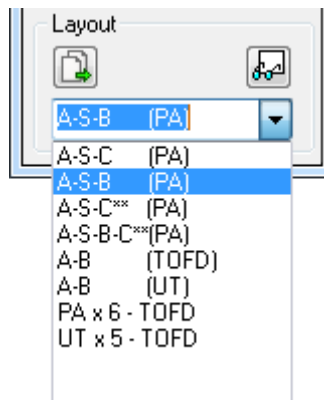 Layout
A-S-B (PA)
A-S-C (PA)
A-S-B (PA)
A-S-C** (PA)
A-S-B-C**(PA)
A-B (TOFD)
A-B (UT)
PA x 6 - TOFD
UT x 5 - TOFD